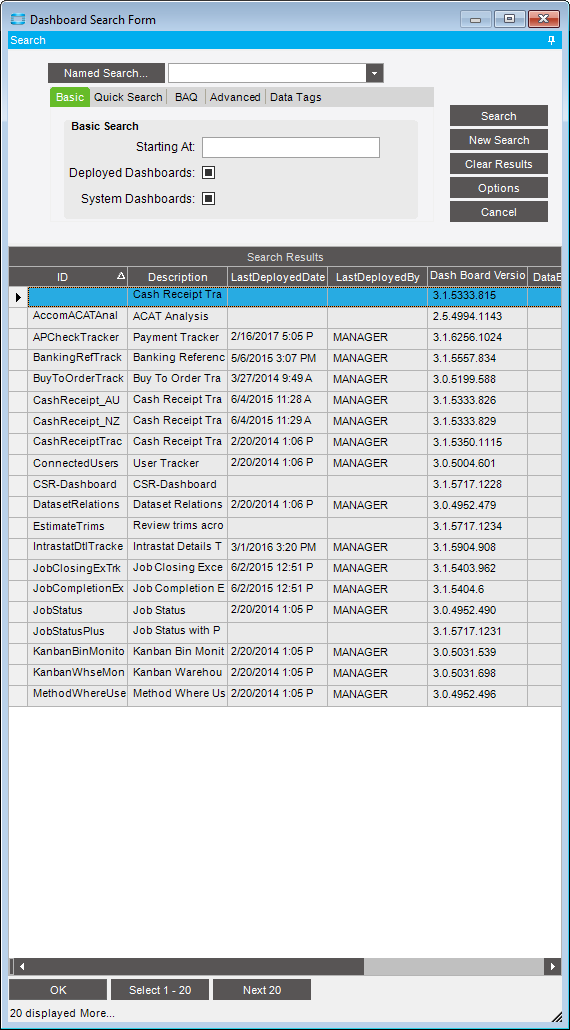 Dashboard Search Form
Search
Named Search...
Basic Quick Search BAQ Advanced Data Tags
Basic Search
Starting At:
Deployed Dashboards:
System Dashboards:
Search
New Search
Clear Results
Options
Cancel
Search Results
ID Description LastDeployedDate LastDeployedBy Dash Board Versio DataE
Cash Receipt Tra 3.1.5333.815
AccomACATAnal ACAT Analysis 2.5.4994.1143
APCheckTracker Payment Tracker 2/16/2017 5:05 P MANAGER 3.1.6256.1024
BankingRefTrack Banking Referenc 5/6/2015 3:07 PM MANAGER 3.1.5557.834
BuyToOrderTrack Buy To Order Tra 3/27/2014 9:49 A MANAGER 3.0.5199.588
CashReceipt_AU Cash Receipt Tra 6/4/2015 11:28 A MANAGER 3.1.5333.826
CashReceipt_NZ Cash Receipt Tra 6/4/2015 11:29 A MANAGER 3.1.5333.829
CashReceiptTrac Cash Receipt Tra 2/20/2014 1:06 P MANAGER 3.1.5350.1115
ConnectedUsers User Tracker 2/20/2014 1:06 P MANAGER 3.0.5004.601
CSR-Dashboard CSR-Dashboard 3.1.5717.1228
DatasetRelations Dataset Relations 2/20/2014 1:06 P MANAGER 3.0.4952.479
EstimateTrims Review trims acro 3.1.5717.1234
IntrastatDtlTracke Intrastat Details T 3/1/2016 3:20 PM MANAGER 3.1.5904.908
JobClosingExTrk Job Closing Exce 6/2/2015 12:51 P MANAGER 3.1.5403.962
JobCompletionEx Job Completion E 6/2/2015 12:51 P MANAGER 3.1.5404.6
JobStatus Job Status 2/20/2014 1:05 P MANAGER 3.0.4952.490
JobStatusPlus Job Status with P 3.1.5717.1231
KanbanBinMonito Kanban Bin Monit 2/20/2014 1:05 P MANAGER 3.0.5031.539
KanbanWhseMon Kanban Warehou 2/20/2014 1:05 P MANAGER 3.0.5031.698
MethodWhereUse Method Where Us 2/20/2014 1:05 P MANAGER 3.0.4952.496
OK Select 1 - 20 Next 20
20 displayed More...